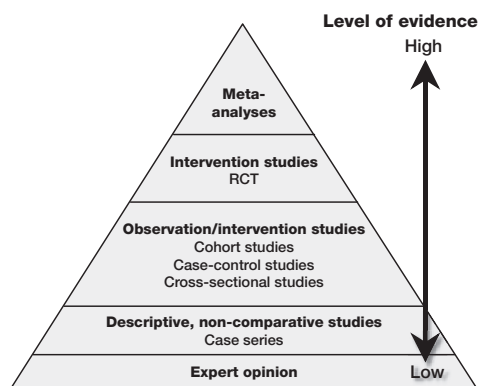 Level of evidence
High
Meta-
analyses
Intervention studies
RCT
Observation/intervention studies
Cohort studies
Case-control studies
Cross-sectional studies
Descriptive, non-comparative studies
Case series
Expert opinion
Low